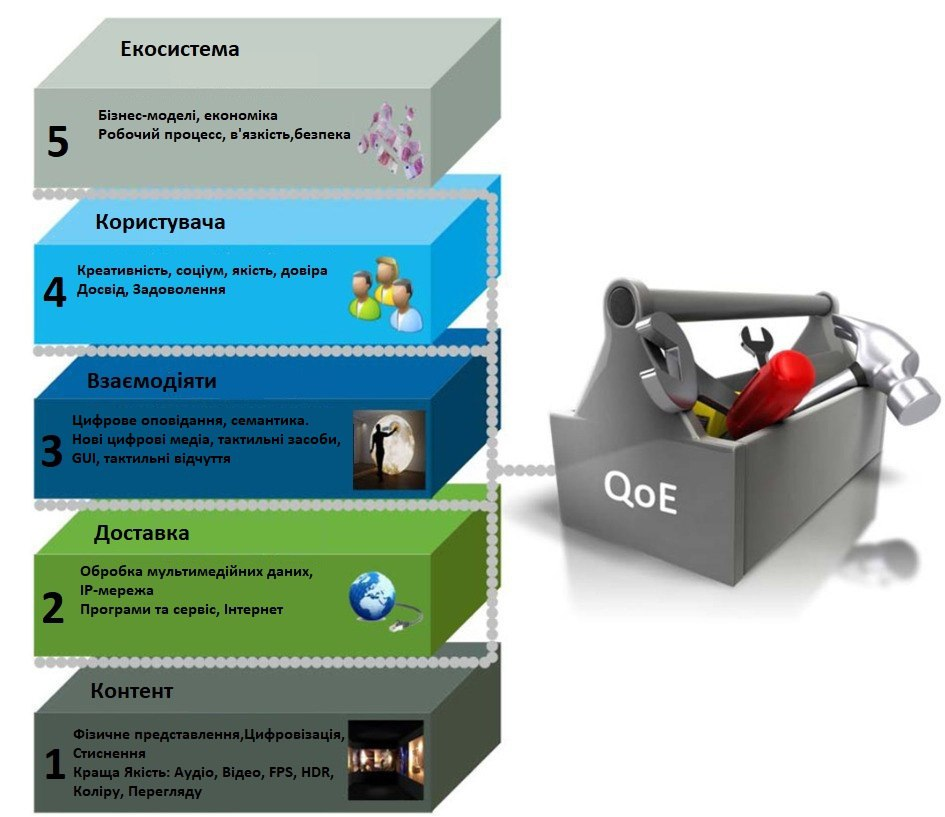 Екосистема
5
Бізнес-моделі, економіка
Робочий процесс, в'язкість,безпека
Користувача
4
Креативність, соціум, якість, довіра
Досвід, Задоволення
Взаємодіяти
3
Цифрове оповідання, семантика.
Нові цифрові медіа, тактильні засоби,
GUI, тактильні відчуття
QoE
Доставка
2
Обробка мультимедійних даних,
IP-мережа
Програми та сервіс, Інтернет
Контент
1
Фізичне представлення,Цифровізація,
Стиснення
Краща Якість: Аудіо, Відео, FPS, HDR,
Коліру, Перегляду